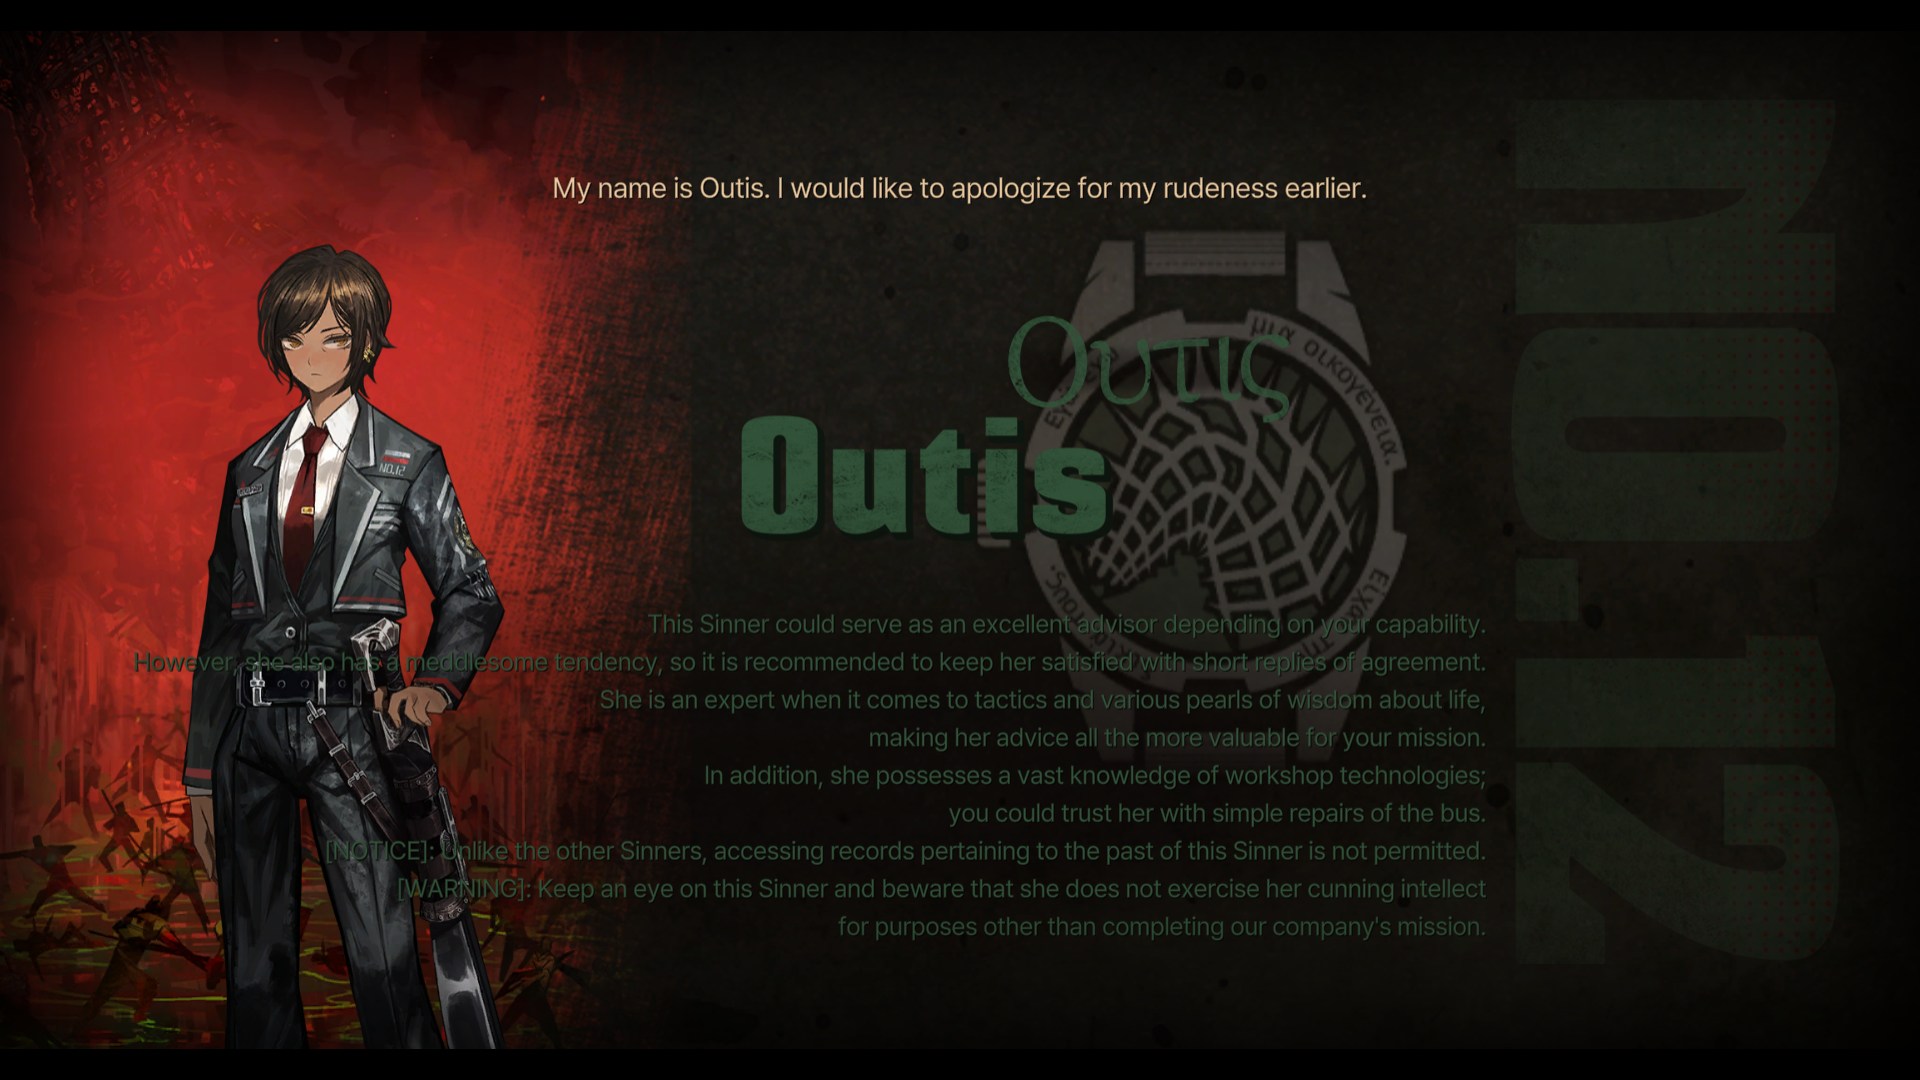 My name is Outis. I would like to apologize for my rudeness earlier.
Ουτις
Outis
NO.12
NO.12
μια οικογενεια.
This Sinner could serve as an excellent advisor depending on your capability.
However, she also has a meddlesome tendency, so it is recommended to keep her satisfied with short replies of agreement.
She is an expert when it comes to tactics and various pearls of wisdom about life,
making her advice all the more valuable for your mission.
In addition, she possesses a vast knowledge of workshop technologies;
you could trust her with simple repairs of the bus.
[NOTICE]: Unlike the other Sinners, accessing records pertaining to the past of this Sinner is not permitted.
[WARNING]: Keep an eye on this Sinner and beware that she does not exercise her cunning intellect
for purposes other than completing our company's mission.